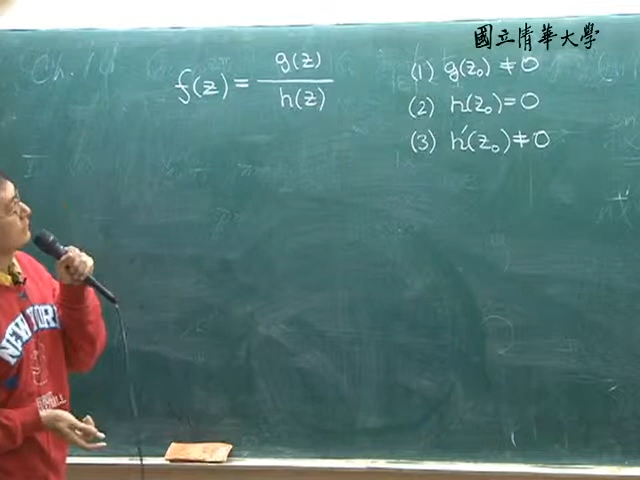 國立清華大學
f(z) = g(z) / h(z)
(1) g(z₀) ≠ 0
(2) h(z₀) = 0
(3) h′(z₀) ≠ 0
NEW YORK